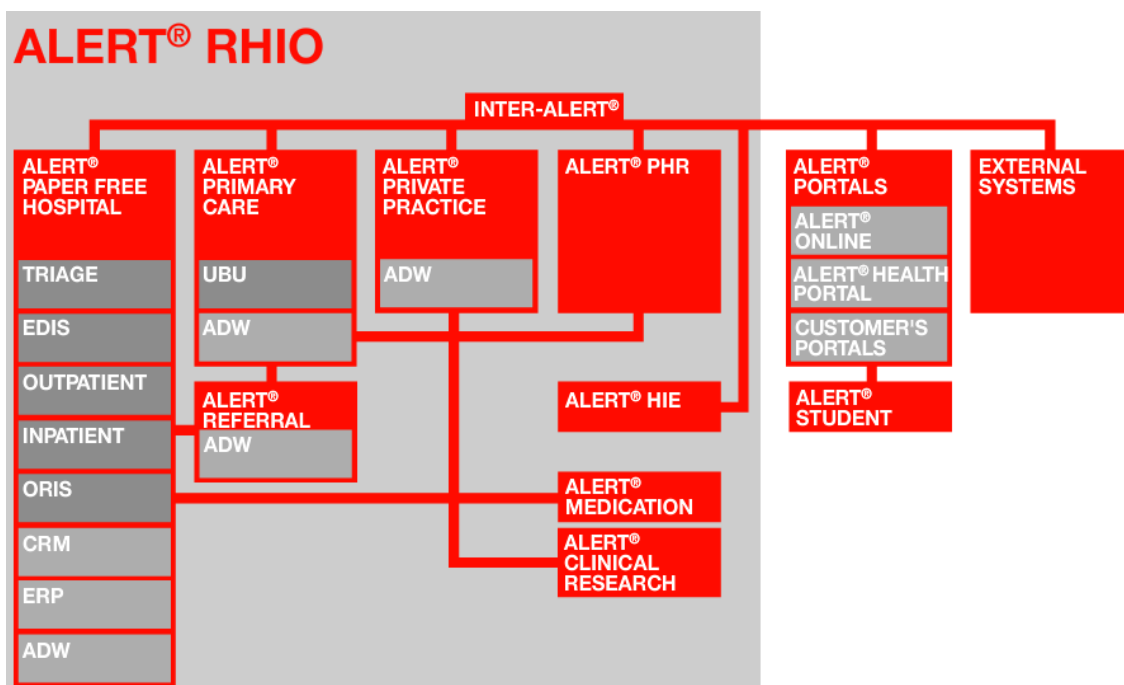 ALERT® RHIO
INTER-ALERT®
ALERT®
PAPER FREE
HOSPITAL
TRIAGE
EDIS
OUTPATIENT
INPATIENT
ORIS
CRM
ERP
ADW
ALERT®
PRIMARY
CARE
UBU
ADW
ALERT®
REFERRAL
ADW
ALERT®
PRIVATE
PRACTICE
ADW
ALERT® PHR
ALERT® HIE
ALERT®
MEDICATION
ALERT®
CLINICAL
RESEARCH
ALERT®
PORTALS
ALERT®
ONLINE
ALERT® HEALTH
PORTAL
CUSTOMER'S
PORTALS
ALERT®
STUDENT
EXTERNAL
SYSTEMS